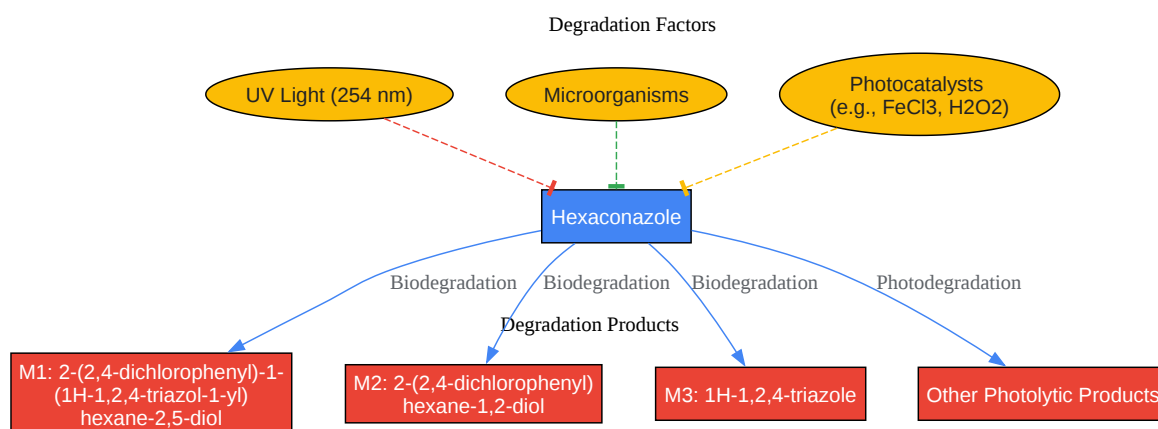 Degradation Factors
UV Light (254 nm)
Microorganisms
Photocatalysts
(e.g., FeCl3, H2O2)
Hexaconazole
Biodegradation
Biodegradation
Biodegradation
Photodegradation
Degradation Products
M1: 2-(2,4-dichlorophenyl)-1-
(1H-1,2,4-triazol-1-yl)
hexane-2,5-diol
M2: 2-(2,4-dichlorophenyl)
hexane-1,2-diol
M3: 1H-1,2,4-triazole
Other Photolytic Products